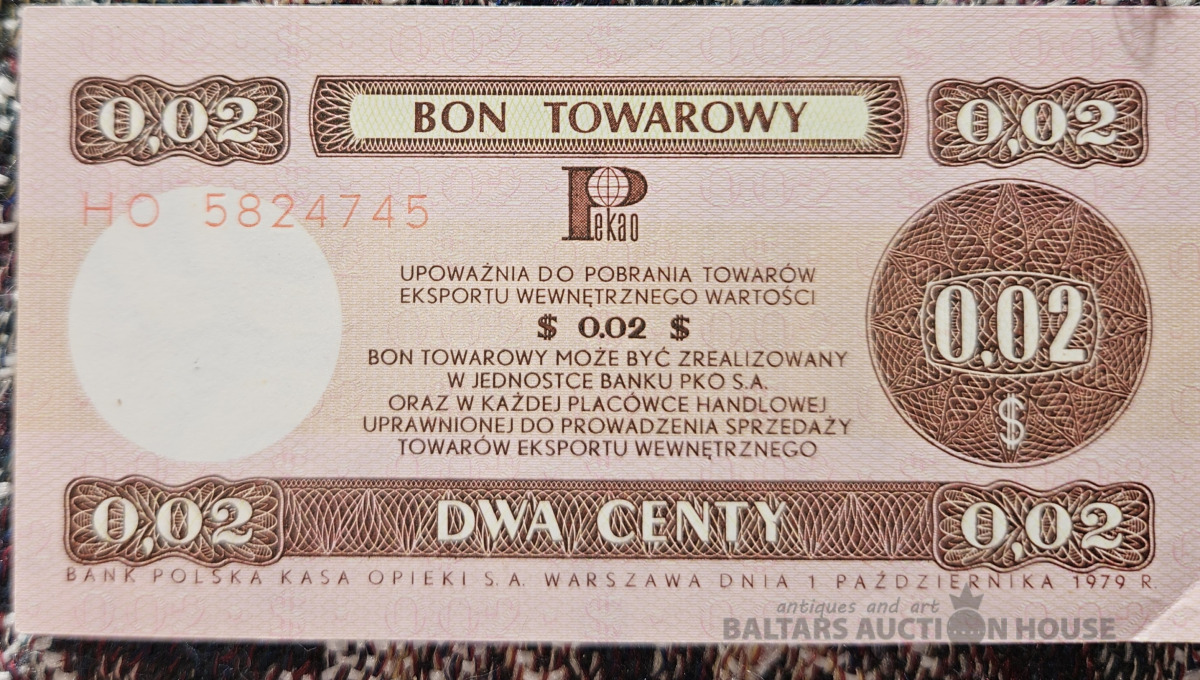 0,02 BON TOWAROWY 0,02
HO 5824745
Pekao
UPOWAŻNIA DO POBRANIA TOWARÓW
EKSPORTU WEWNĘTRZNEGO WARTOŚCI
$ 0.02 $
0,02
$
BON TOWAROWY MOŻE BYĆ ZREALIZOWANY
W JEDNOSTCE BANKU PKO S.A.
ORAZ W KAŻDEJ PLACÓWCE HANDLOWEJ
UPRAWNIONEJ DO PROWADZENIA SPRZEDAŻY
TOWARÓW EKSPORTU WEWNĘTRZNEGO
0,02 DWA CENTY 0,02
BANK POLSKA KASA OPIEKI S.A. WARSZAWA DNIA 1 PAŹDZIERNIKA 1979 R.
antiques and art
BALTARS AUCTION HOUSE